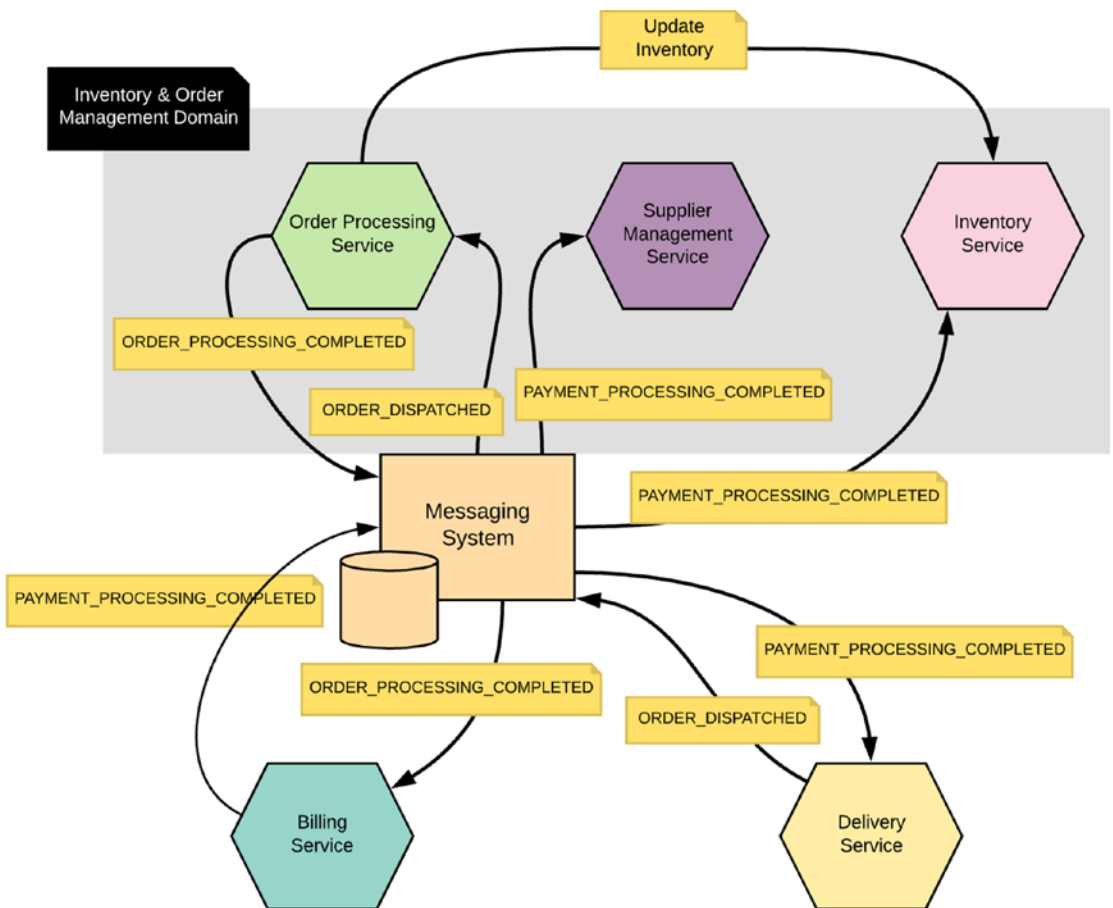 Update
Inventory
Inventory & Order
Management Domain
Order Processing
Service
Supplier
Management
Service
Inventory
Service
ORDER_PROCESSING_COMPLETED
ORDER_DISPATCHED
PAYMENT_PROCESSING_COMPLETED
PAYMENT_PROCESSING_COMPLETED
Messaging
System
PAYMENT_PROCESSING_COMPLETED
ORDER_PROCESSING_COMPLETED
PAYMENT_PROCESSING_COMPLETED
ORDER_DISPATCHED
Billing
Service
Delivery
Service